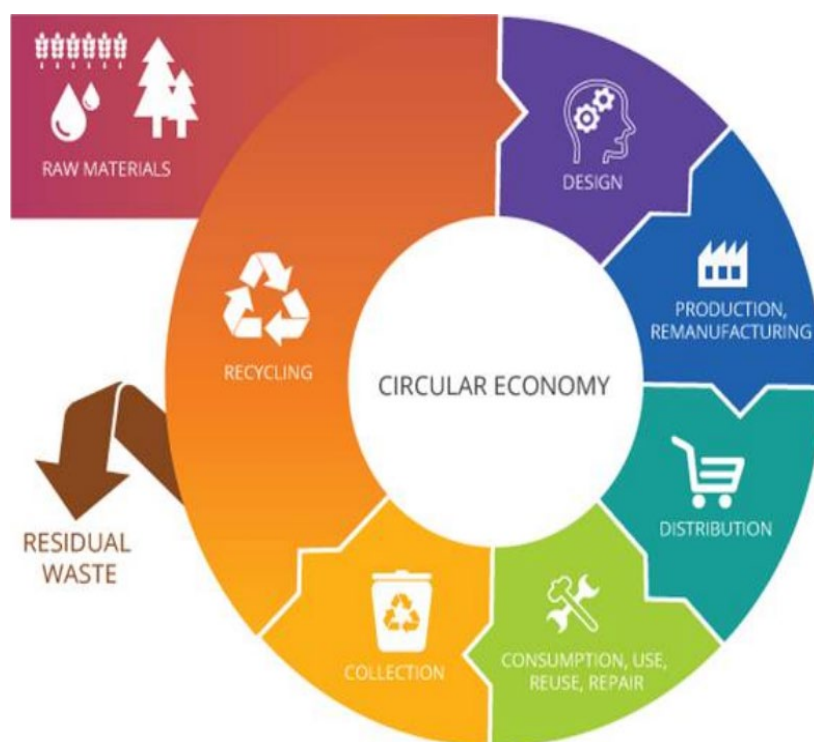 RAW MATERIALS
DESIGN
PRODUCTION,
REMANUFACTURING
RECYCLING
CIRCULAR ECONOMY
DISTRIBUTION
RESIDUAL
WASTE
COLLECTION
CONSUMPTION, USE,
REUSE, REPAIR